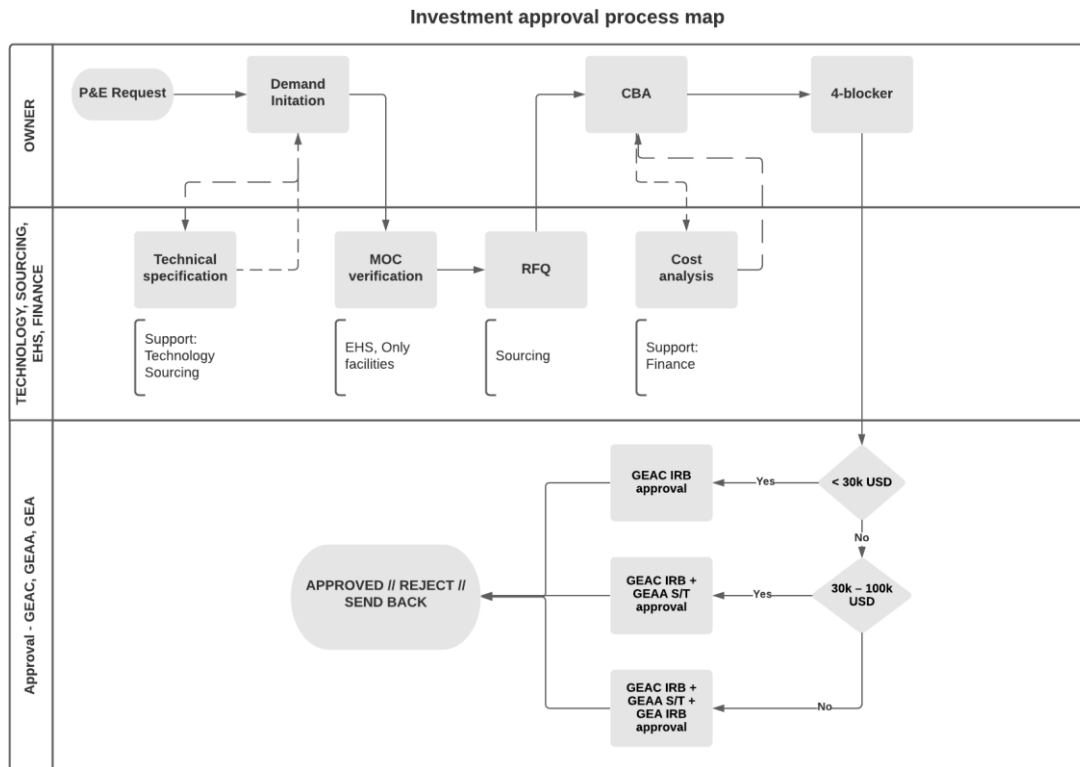 Investment approval process map
OWNER
P&E Request
Demand
Initation
CBA
4-blocker
TECHNOLOGY, SOURCING,
EHS, FINANCE
Technical
specification
MOC
verification
RFQ
Cost
analysis
Support:
Technology
Sourcing
EHS, Only
facilities
Sourcing
Support:
Finance
Approval - GEAC, GEAA, GEA
GEAC IRB
approval
Yes
< 30k USD
No
APPROVED // REJECT //
SEND BACK
GEAC IRB +
GEAA S/T
approval
Yes
30k – 100k
USD
GEAC IRB +
GEAA S/T +
GEA IRB
approval
No